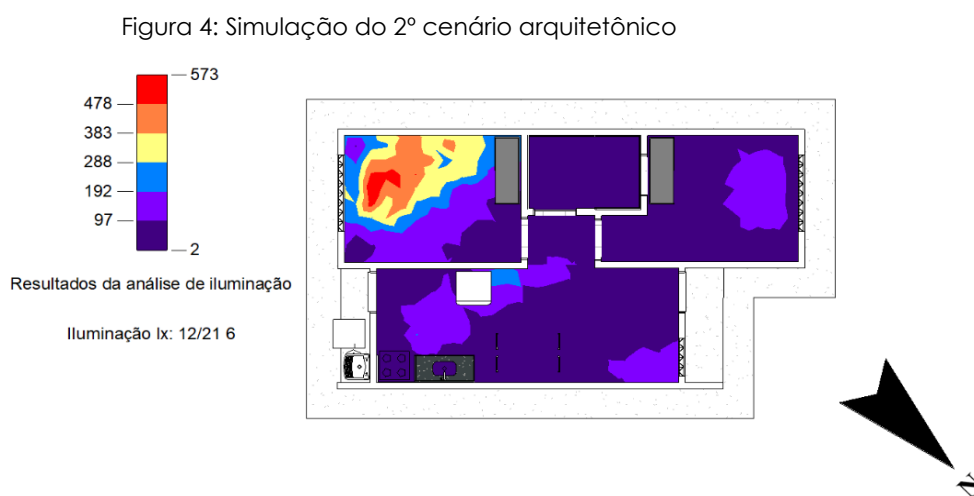 Figura 4: Simulação do 2º cenário arquitetônico
573
478
383
288
192
97
2
Resultados da análise de iluminação
Iluminação lx: 12/21 6
N